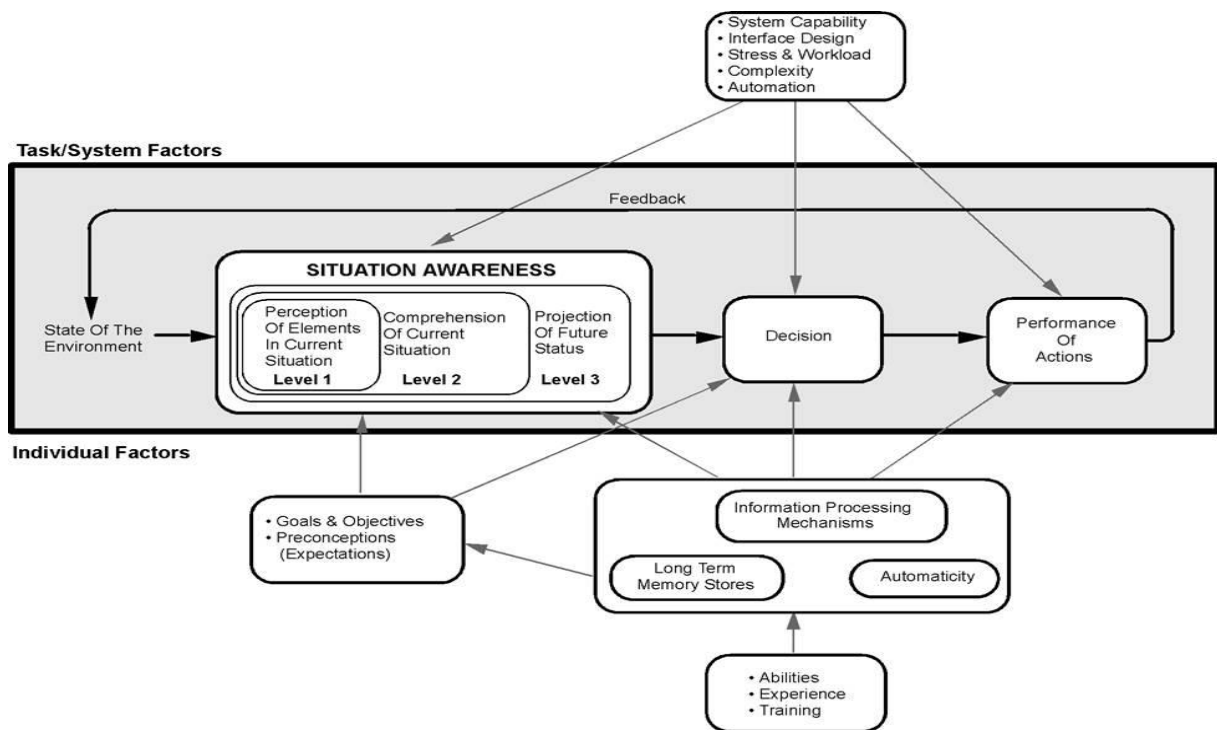 • System Capability
• Interface Design
• Stress & Workload
• Complexity
• Automation
Task/System Factors
Feedback
SITUATION AWARENESS
State Of The
Environment
Perception
Of Elements
In Current
Situation
Level 1
Comprehension
Of Current
Situation
Level 2
Projection
Of Future
Status
Level 3
Decision
Performance
Of
Actions
Individual Factors
• Goals & Objectives
• Preconceptions
(Expectations)
Information Processing
Mechanisms
Long Term
Memory Stores
Automaticity
• Abilities
• Experience
• Training